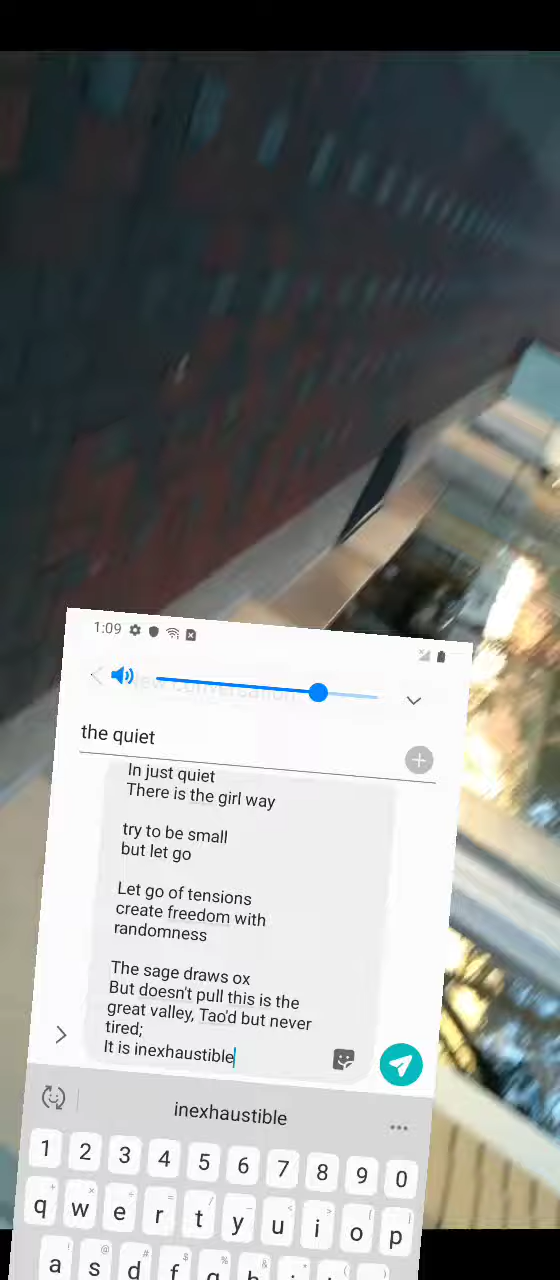 1:09
New conversation
the quiet
In just quiet
There is the girl way
try to be small
but let go
Let go of tensions
create freedom with
randomness
The sage draws ox
But doesn't pull this is the
great valley, Tao'd but never
tired;
It is inexhaustible
inexhaustible
1 2 3 4 5 6 7 8 9 0
q w e r t y u i o p
a s d f g h